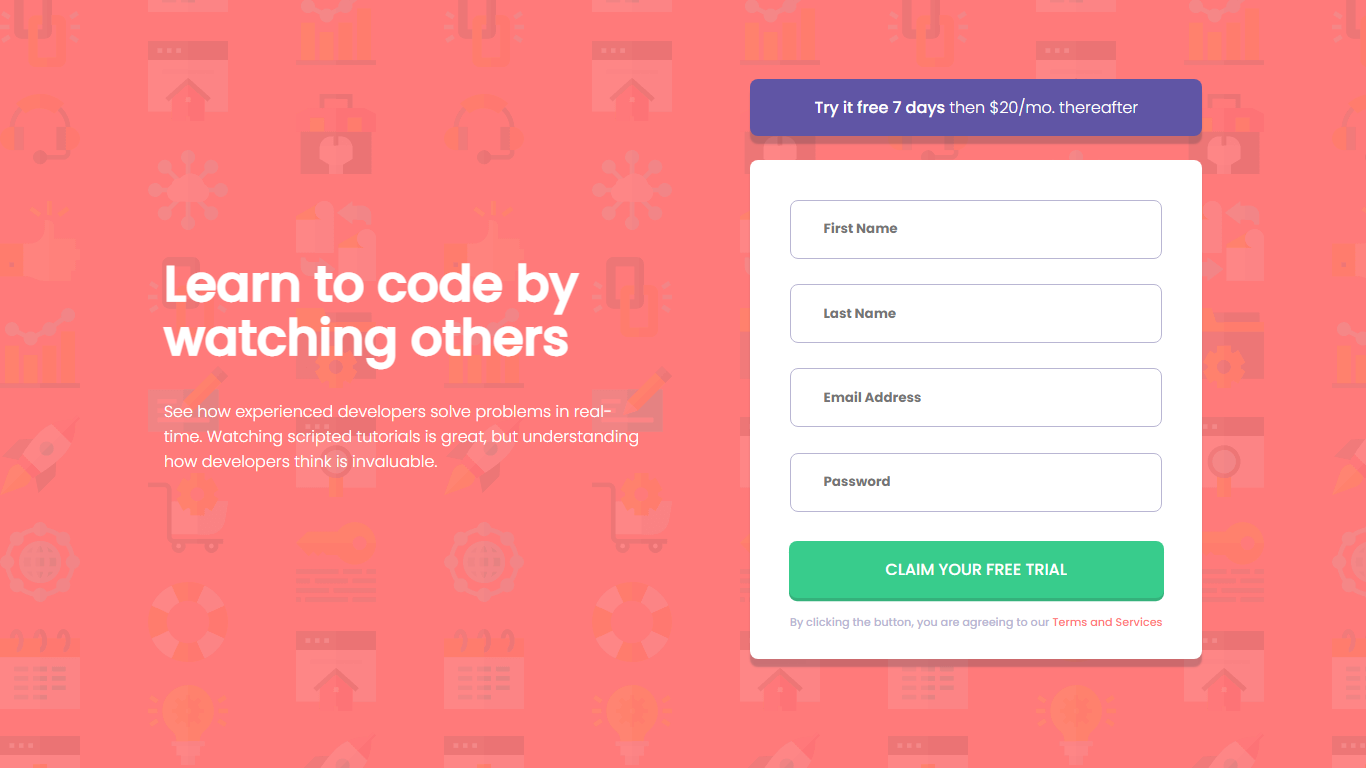 Learn to code by
watching others
See how experienced developers solve problems in real-
time. Watching scripted tutorials is great, but understanding
how developers think is invaluable.
Try it free 7 days then $20/mo. thereafter
First Name
Last Name
Email Address
Password
CLAIM YOUR FREE TRIAL
By clicking the button, you are agreeing to our Terms and Services